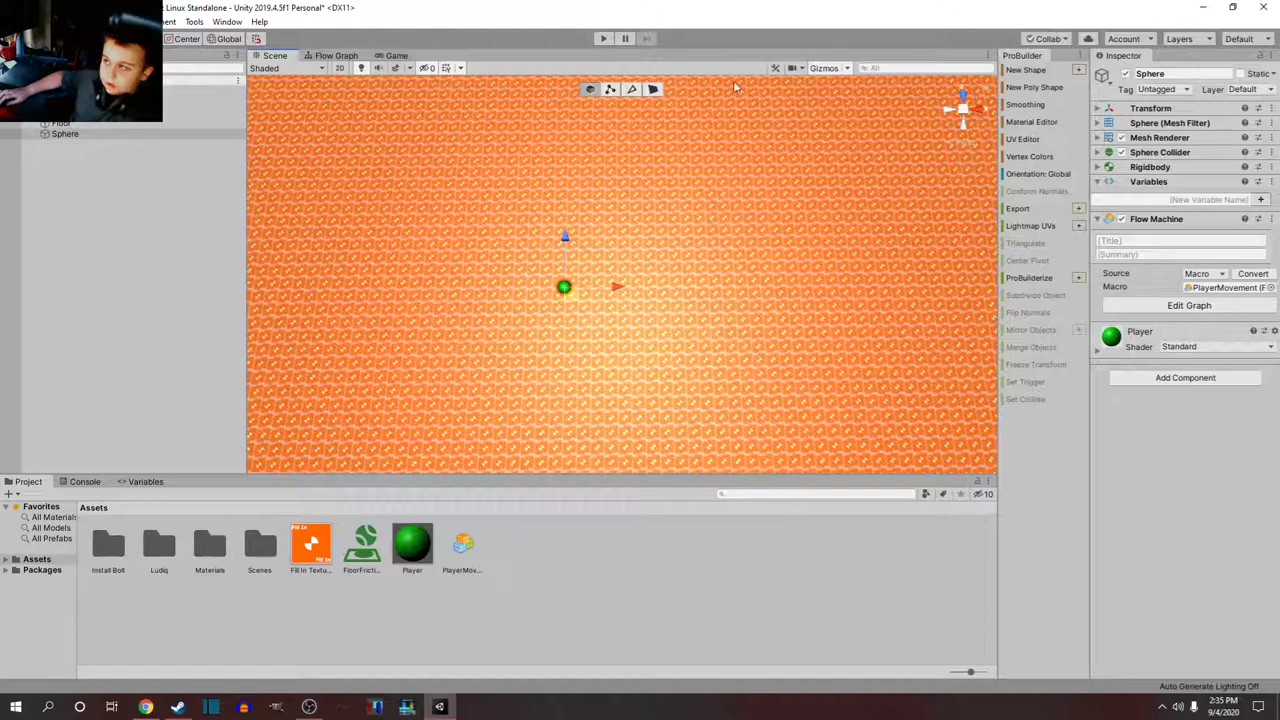 Linux Standalone - Unity 2019.4.5f1 Personal* <DX11>
Tools Window Help
Center Global Collab Account Layers Default
Scene Flow Graph Game
Shaded 2D 0 Gizmos All
Sphere
ProBuilder
New Shape
New Poly Shape
Smoothing
Material Editor
UV Editor
Vertex Colors
Orientation: Global
Conform Normals
Export
Lightmap UVs
Triangulate
Center Pivot
ProBuilderize
Subdivide Object
Flip Normals
Mirror Objects
Merge Objects
Freeze Transform
Set Trigger
Set Collider
Inspector
Sphere Static
Tag Untagged Layer Default
Transform
Sphere (Mesh Filter)
Mesh Renderer
Sphere Collider
Rigidbody
Variables
(New Variable Name)
Flow Machine
(Title)
(Summary)
Source Macro Convert
Macro PlayerMovement (F
Edit Graph
Player
Shader Standard
Add Component
Project Console Variables
10
Favorites
All Materials
All Models
All Prefabs
Assets
Packages
Assets
Fill In
Fill In
Install Bolt Ludiq Materials Scenes Fill In Textu... FloorFricti... Player PlayerMov...
Auto Generate Lighting Off
2:35 PM
9/4/2020